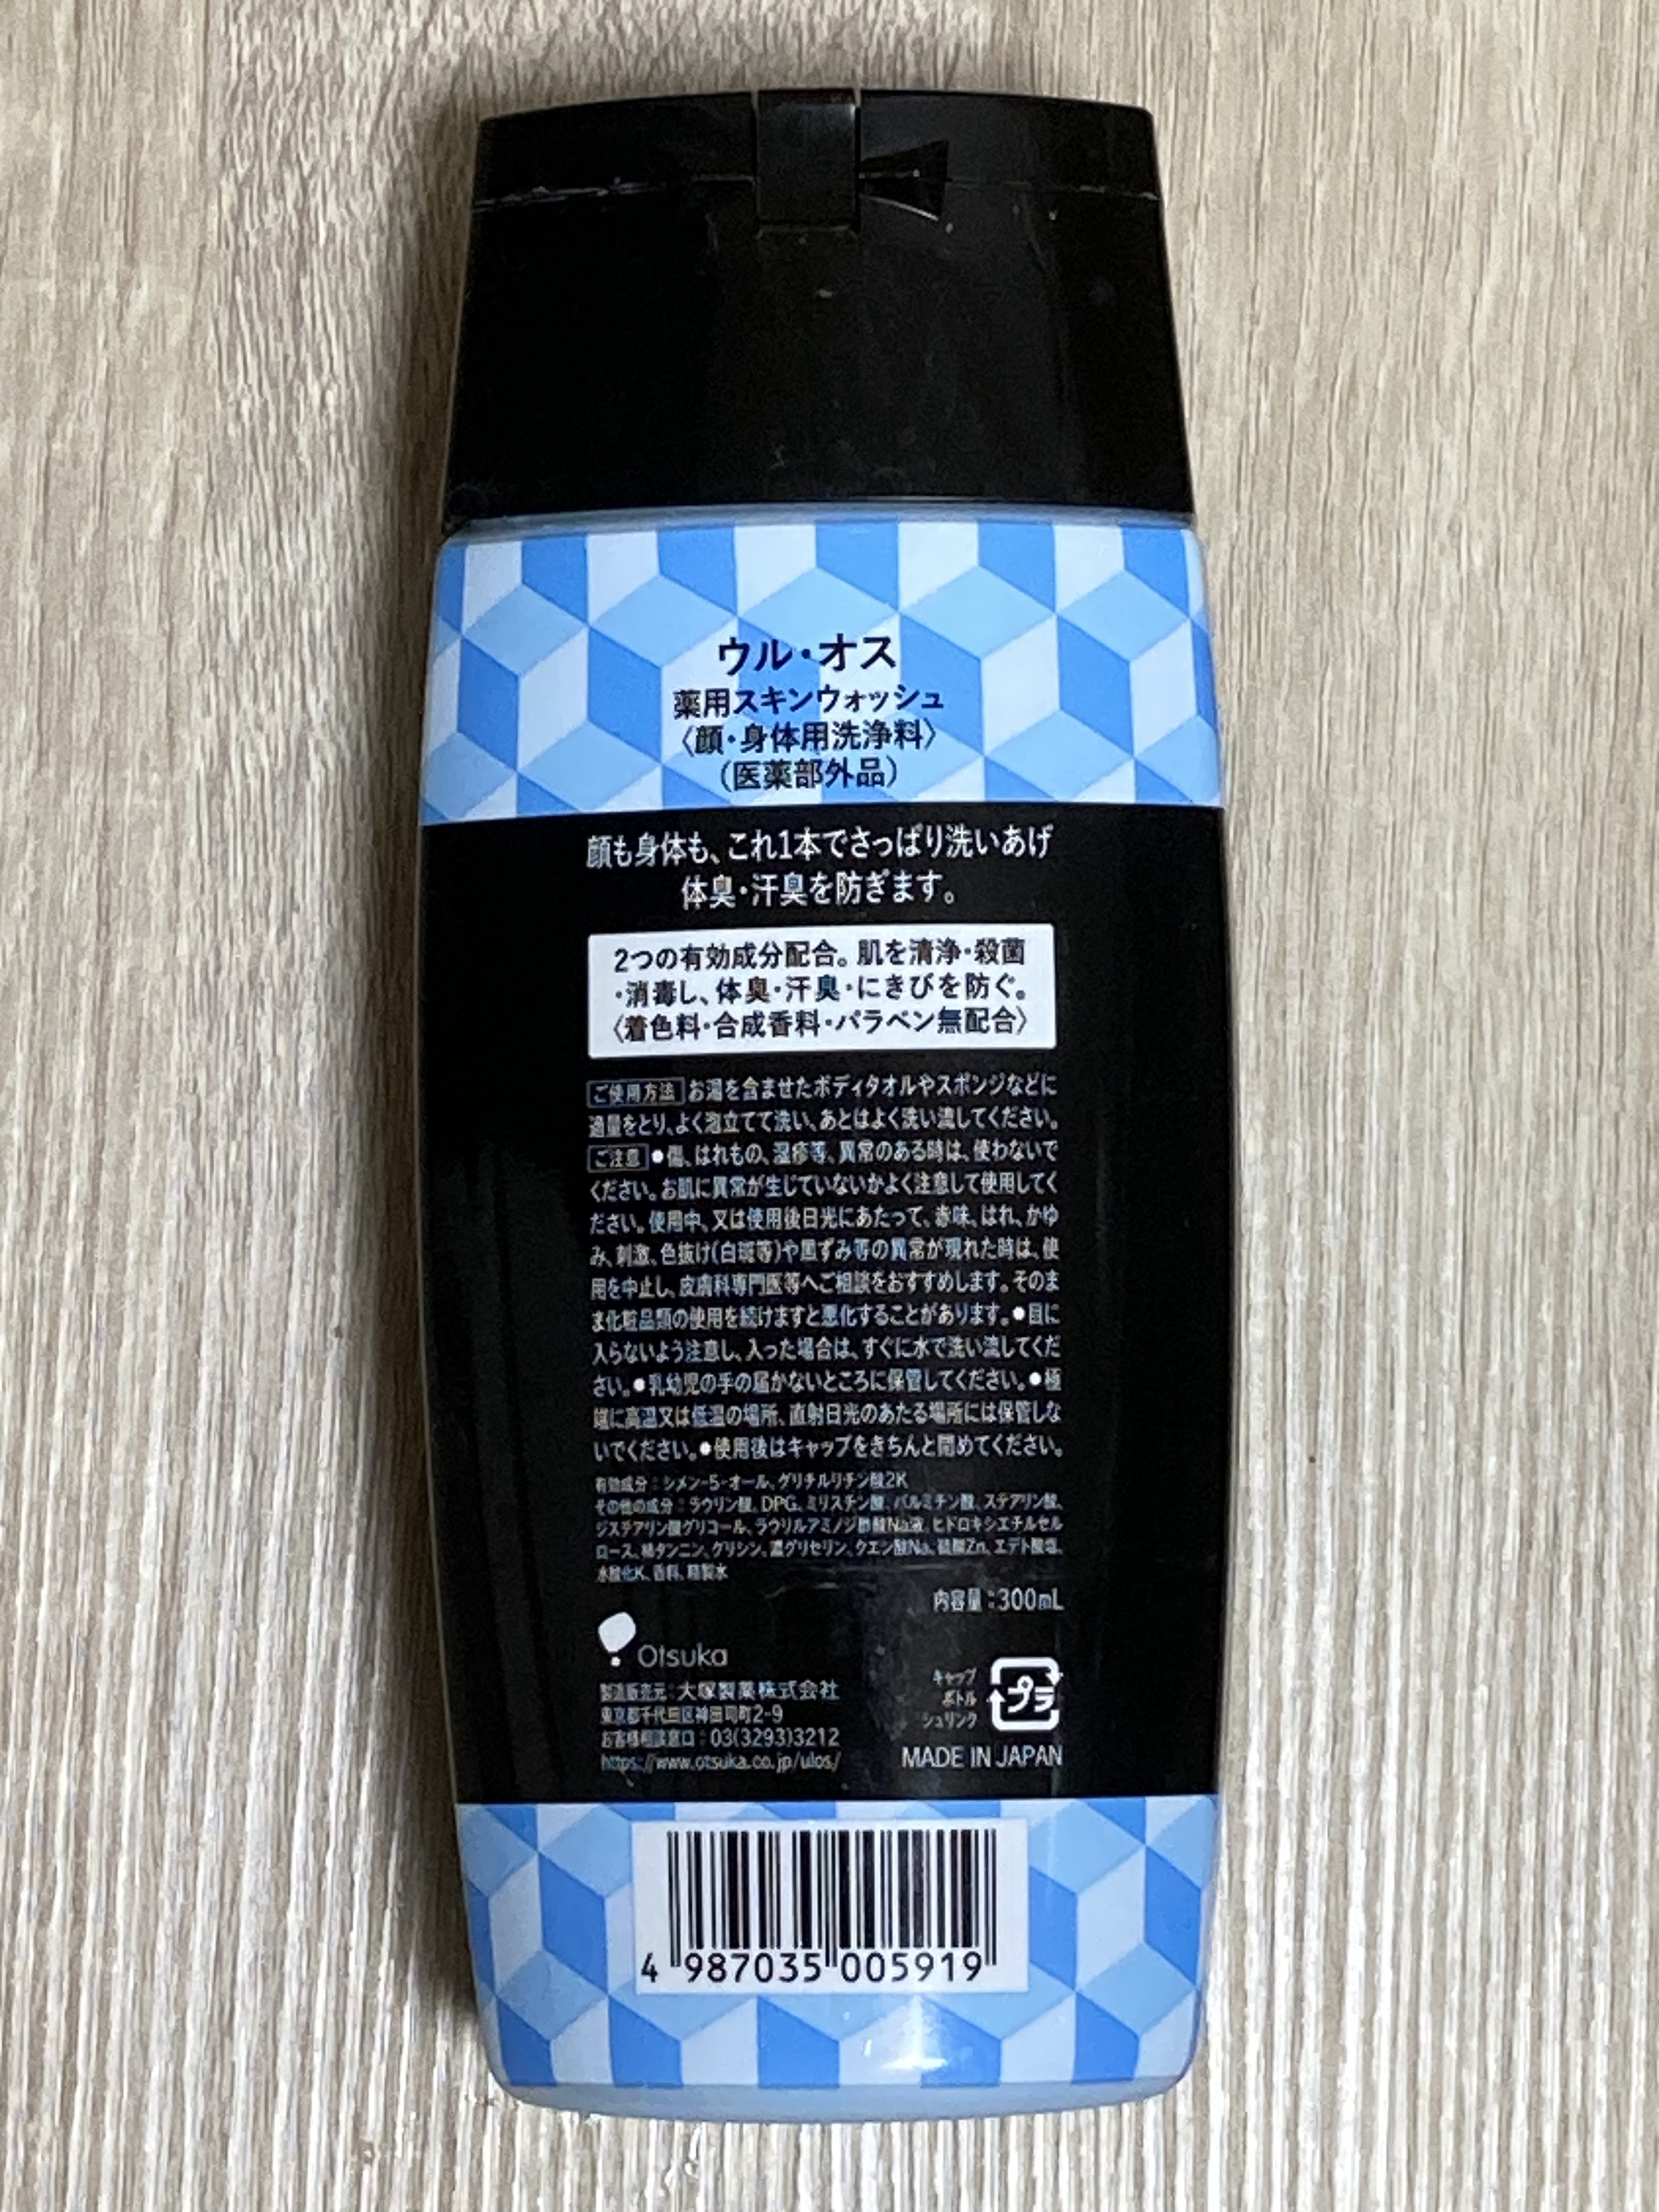 ウル・オス
薬用スキンウォッシュ
〈顔・身体用洗浄料〉
(医薬部外品)
顔も身体も、これ1本でさっぱり洗いあげ
体臭・汗臭を防ぎます。
2つの有効成分配合。肌を清浄・殺菌
・消毒し、体臭・汗臭・にきびを防ぐ。
〈着色料・合成香料・パラベン無配合〉
ご使用方法 お湯を含ませたボディタオルやスポンジなどに
適量をとり、よく泡立てて洗い、あとはよく洗い流してください。
ご注意 ●傷、はれもの、湿疹等、異常のある時は、使わないで
ください。お肌に異常が生じていないかよく注意して使用してく
ださい。使用中、又は使用後日光にあたって、赤味、はれ、かゆ
み、刺激、色抜け(白斑等)や黒ずみ等の異常が現れた時は、使
用を中止し、皮膚科専門医等へご相談をおすすめします。そのま
ま化粧品類の使用を続けますと悪化することがあります。●目に
入らないよう注意し、入った場合は、すぐに水で洗い流してくだ
さい。●乳幼児の手の届かないところに保管してください。●極
端に高温又は低温の場所、直射日光のあたる場所には保管しな
いでください。●使用後はキャップをきちんと閉めてください。
有効成分:シメン-5-オール、グリチルリチン酸2K
その他の成分:ラウリン酸、DPG、ミリスチン酸、パルミチン酸、ステアリン酸、
ジステアリン酸グリコール、ラウリルアミノジ酢酸Na液、ヒドロキシエチルセル
ロース、柿タンニン、グリシン、濃グリセリン、クエン酸Na、硫酸Zn、エデト酸塩、
水酸化K、香料、精製水
内容量:300mL
Otsuka
製造販売元:大塚製薬株式会社
東京都千代田区神田司町2-9
お客様相談窓口:03(3293)3212
https://www.otsuka.co.jp/ulos/
キャップ
ボトル
シュリンク
プラ
MADE IN JAPAN
4 987035 005919